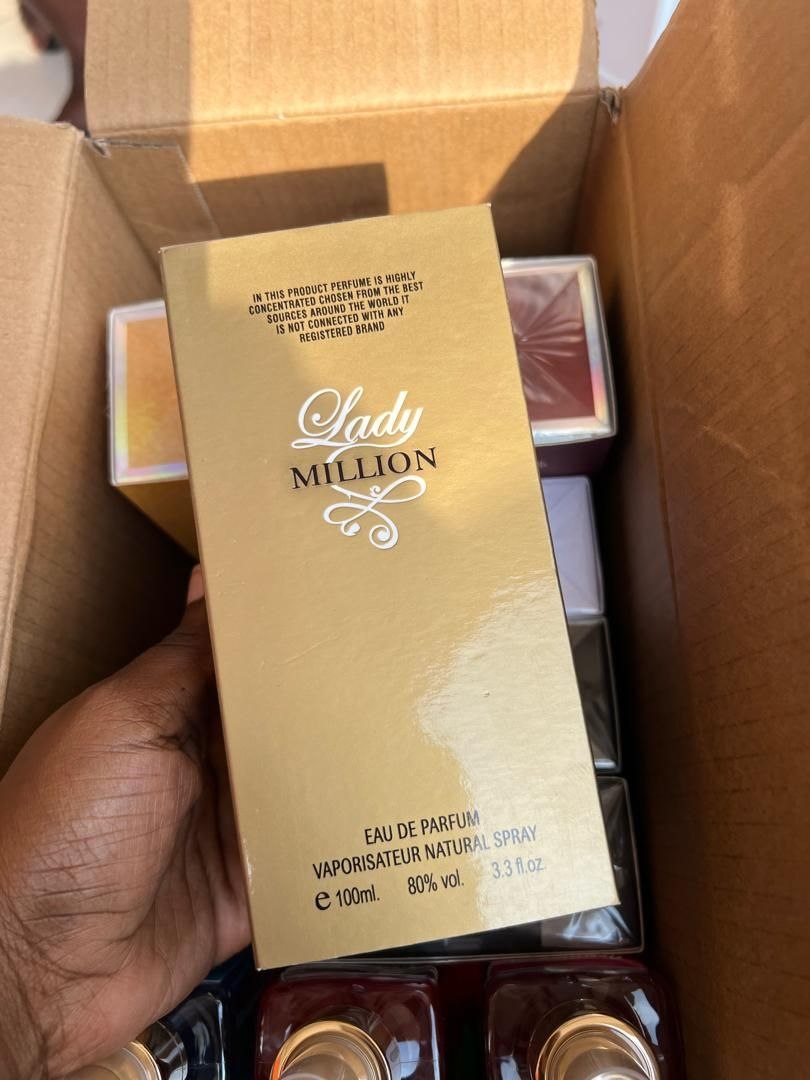 IN THIS PRODUCT PERFUME IS HIGHLY
CONCENTRATED CHOSEN FROM THE BEST
SOURCES AROUND THE WORLD IT
IS NOT CONNECTED WITH ANY
REGISTERED BRAND
Lady
MILLION
EAU DE PARFUM
VAPORISATEUR NATURAL SPRAY
e 100ml. 80% vol. 3.3 fl.oz.